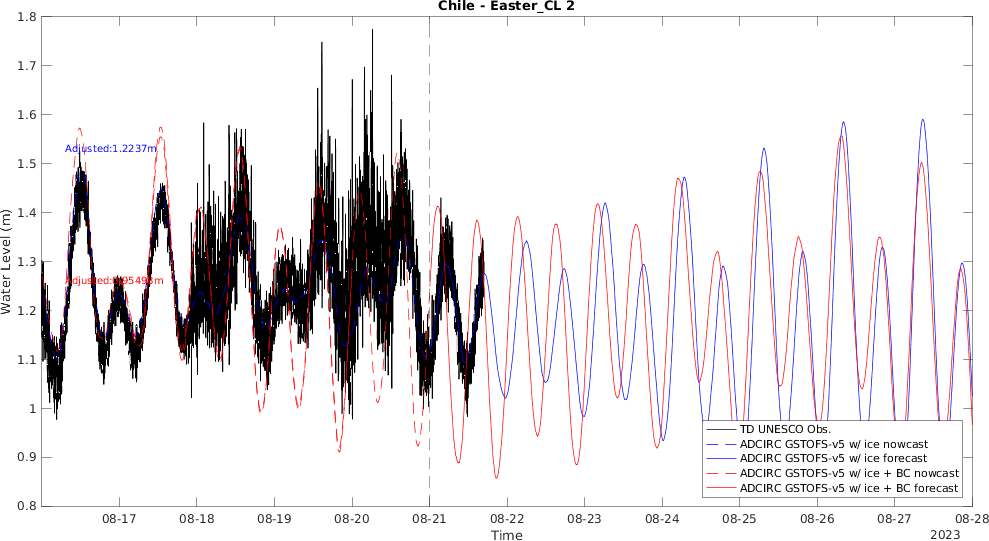 Chile - Easter_CL 2
1.8
1.7
1.6
1.5
1.4
1.3
1.2
1.1
1
0.9
0.8
Water Level (m)
Adjusted:1.2237m
TD UNESCO Obs.
ADCIRC GSTOFS-v5 w/ ice nowcast
ADCIRC GSTOFS-v5 w/ ice forecast
ADCIRC GSTOFS-v5 w/ ice + BC nowcast
ADCIRC GSTOFS-v5 w/ ice + BC forecast
08-17 08-18 08-19 08-20 08-21 08-22 08-23 08-24 08-25 08-26 08-27 08-28
Time
2023